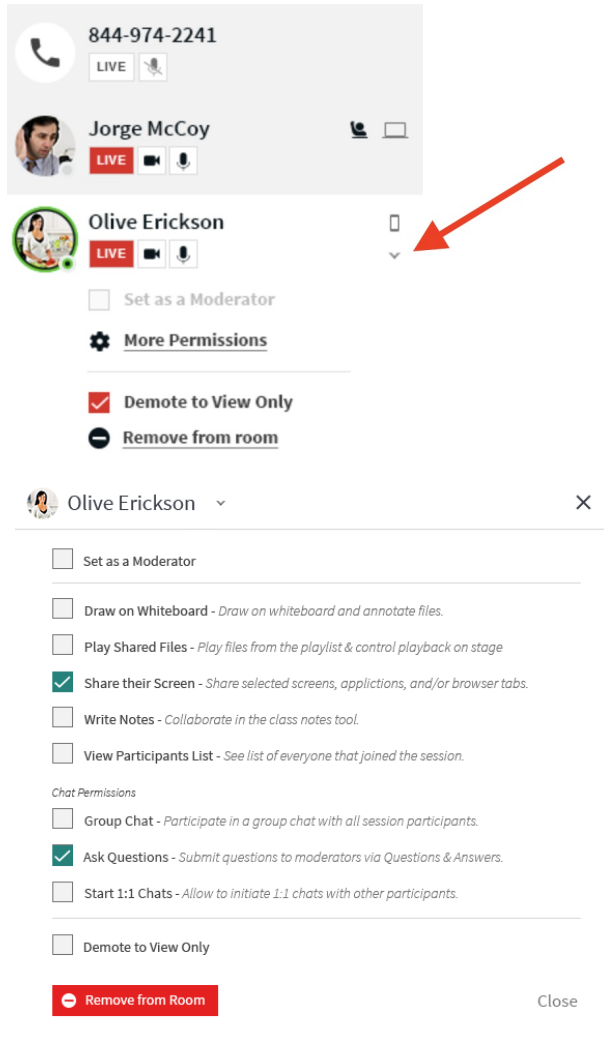 844-974-2241
LIVE
Jorge McCoy
LIVE
Olive Erickson
LIVE
Set as a Moderator
More Permissions
Demote to View Only
Remove from room
Olive Erickson
Set as a Moderator
Draw on Whiteboard - Draw on whiteboard and annotate files.
Play Shared Files - Play files from the playlist & control playback on stage
Share their Screen - Share selected screens, applictions, and/or browser tabs.
Write Notes - Collaborate in the class notes tool.
View Participants List - See list of everyone that joined the session.
Chat Permissions
Group Chat - Participate in a group chat with all session participants.
Ask Questions - Submit questions to moderators via Questions & Answers.
Start 1:1 Chats - Allow to initiate 1:1 chats with other participants.
Demote to View Only
Remove from Room
Close